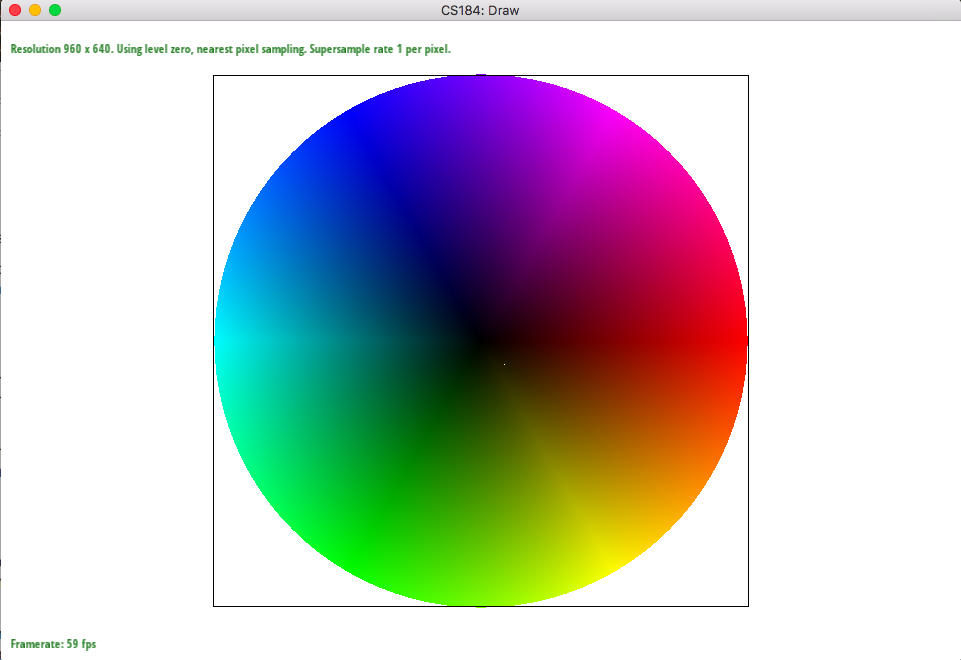 CS184: Draw
Resolution 960 x 640. Using level zero, nearest pixel sampling. Supersample rate 1 per pixel.
Framerate: 59 fps